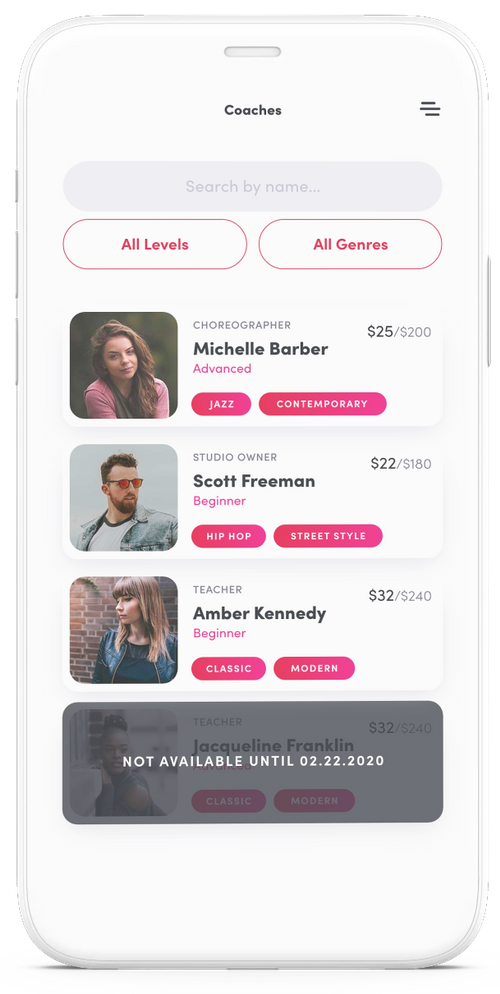 Coaches
Search by name...
All Levels
All Genres
CHOREOGRAPHER
$25/$200
Michelle Barber
Advanced
JAZZ
CONTEMPORARY
STUDIO OWNER
$22/$180
Scott Freeman
Beginner
HIP HOP
STREET STYLE
TEACHER
$32/$240
Amber Kennedy
Beginner
CLASSIC
MODERN
TEACHER
$32/$240
Jacqueline Franklin
NOT AVAILABLE UNTIL 02.22.2020
CLASSIC
MODERN